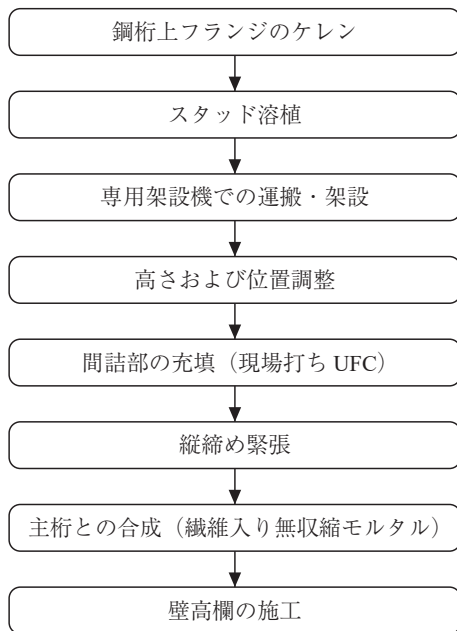 鋼桁上フランジのケレン
スタッド溶植
専用架設機での運搬・架設
高さおよび位置調整
間詰部の充填（現場打ち UFC）
縦締め緊張
主桁との合成（繊維入り無収縮モルタル）
壁高欄の施工